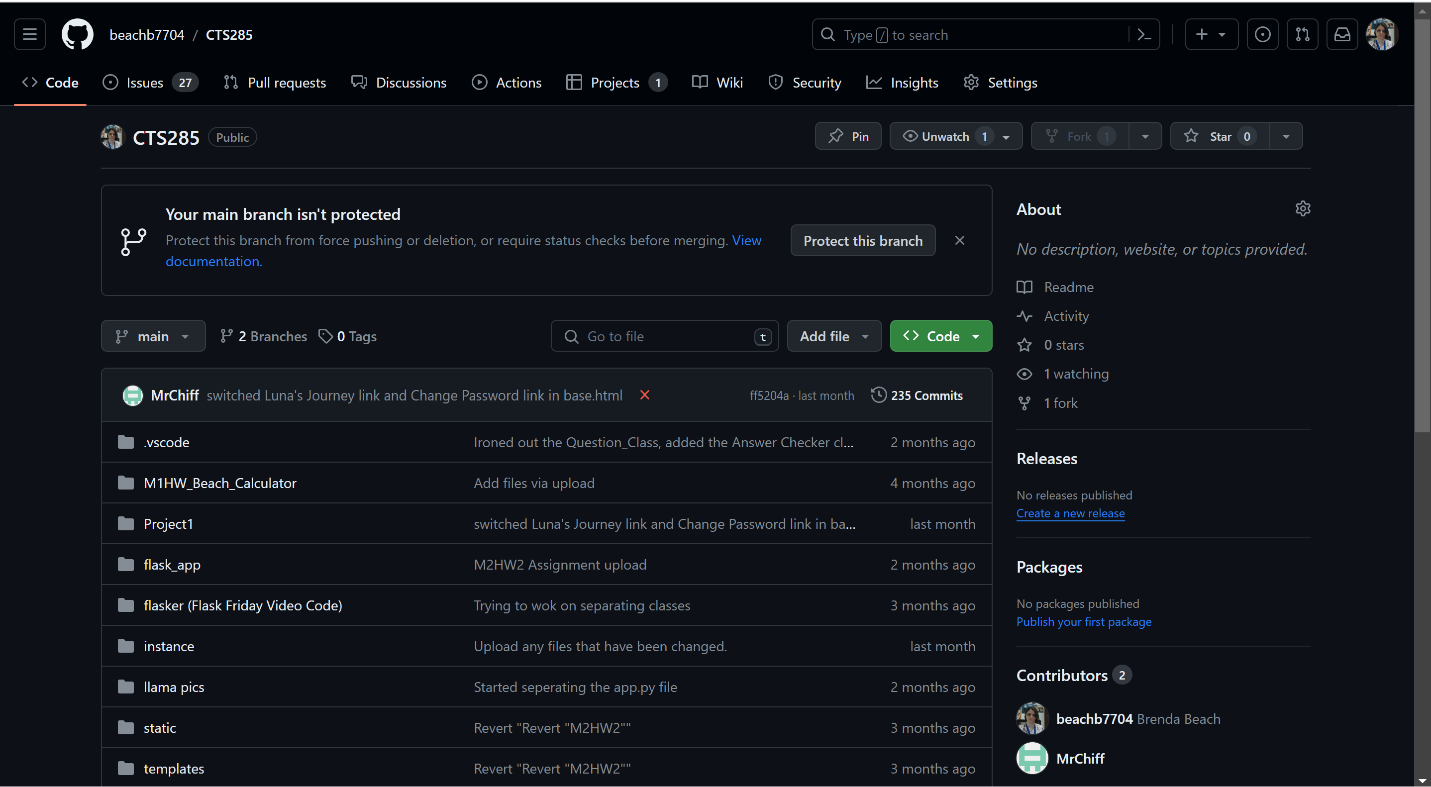 beachb7704 / CTS285
Type / to search
Code
Issues 27
Pull requests
Discussions
Actions
Projects 1
Wiki
Security
Insights
Settings
CTS285 Public
Pin
Unwatch 1
Fork 1
Star 0
Your main branch isn't protected
Protect this branch from force pushing or deletion, or require status checks before merging. View
documentation.
Protect this branch
main
2 Branches
0 Tags
Go to file t
Add file
Code
MrChiff switched Luna's Journey link and Change Password link in base.html ff5204a · last month 235 Commits
.vscode Ironed out the Question_Class, added the Answer Checker cl... 2 months ago
M1HW_Beach_Calculator Add files via upload 4 months ago
Project1 switched Luna's Journey link and Change Password link in ba... last month
flask_app M2HW2 Assignment upload 2 months ago
flasker (Flask Friday Video Code) Trying to wok on separating classes 3 months ago
instance Upload any files that have been changed. last month
llama pics Started seperating the app.py file 2 months ago
static Revert "Revert "M2HW2"" 3 months ago
templates Revert "Revert "M2HW2"" 3 months ago
About
No description, website, or topics provided.
Readme
Activity
0 stars
1 watching
1 fork
Releases
No releases published
Create a new release
Packages
No packages published
Publish your first package
Contributors 2
beachb7704 Brenda Beach
MrChiff